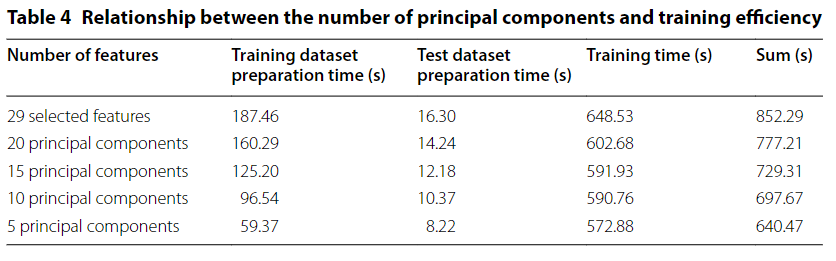 Table 4 Relationship between the number of principal components and training efficiency
Number of features Training dataset preparation time (s) Test dataset preparation time (s) Training time (s) Sum (s)
29 selected features 187.46 16.30 648.53 852.29
20 principal components 160.29 14.24 602.68 777.21
15 principal components 125.20 12.18 591.93 729.31
10 principal components 96.54 10.37 590.76 697.67
5 principal components 59.37 8.22 572.88 640.47